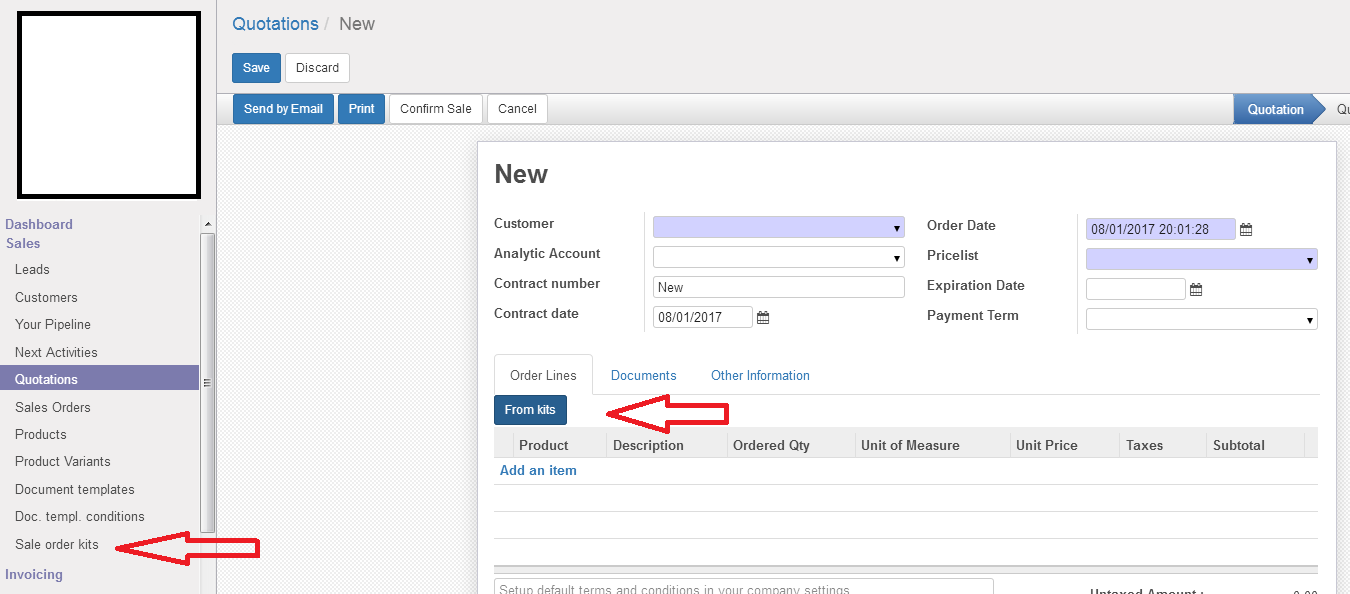 Quotations / New
Save Discard
Send by Email Print Confirm Sale Cancel Quotation
Dashboard
Sales
Leads
Customers
Your Pipeline
Next Activities
Quotations
Sales Orders
Products
Product Variants
Document templates
Doc. templ. conditions
Sale order kits
Invoicing
New
Customer
Analytic Account
Contract number New
Contract date 08/01/2017
Order Date 08/01/2017 20:01:28
Pricelist
Expiration Date
Payment Term
Order Lines Documents Other Information
From kits
Product Description Ordered Qty Unit of Measure Unit Price Taxes Subtotal
Add an item
Setup default terms and conditions in your company settings.
Untaxed Amount : 0.00